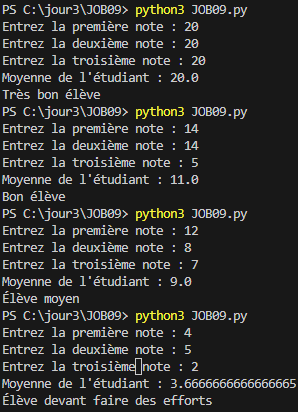 PS C:\jour3\JOB09> python3 JOB09.py
Entrez la première note : 20
Entrez la deuxième note : 20
Entrez la troisième note : 20
Moyenne de l'étudiant : 20.0
Très bon élève
PS C:\jour3\JOB09> python3 JOB09.py
Entrez la première note : 14
Entrez la deuxième note : 14
Entrez la troisième note : 5
Moyenne de l'étudiant : 11.0
Bon élève
PS C:\jour3\JOB09> python3 JOB09.py
Entrez la première note : 12
Entrez la deuxième note : 8
Entrez la troisième note : 7
Moyenne de l'étudiant : 9.0
Élève moyen
PS C:\jour3\JOB09> python3 JOB09.py
Entrez la première note : 4
Entrez la deuxième note : 5
Entrez la troisième note : 2
Moyenne de l'étudiant : 3.6666666666666665
Élève devant faire des efforts